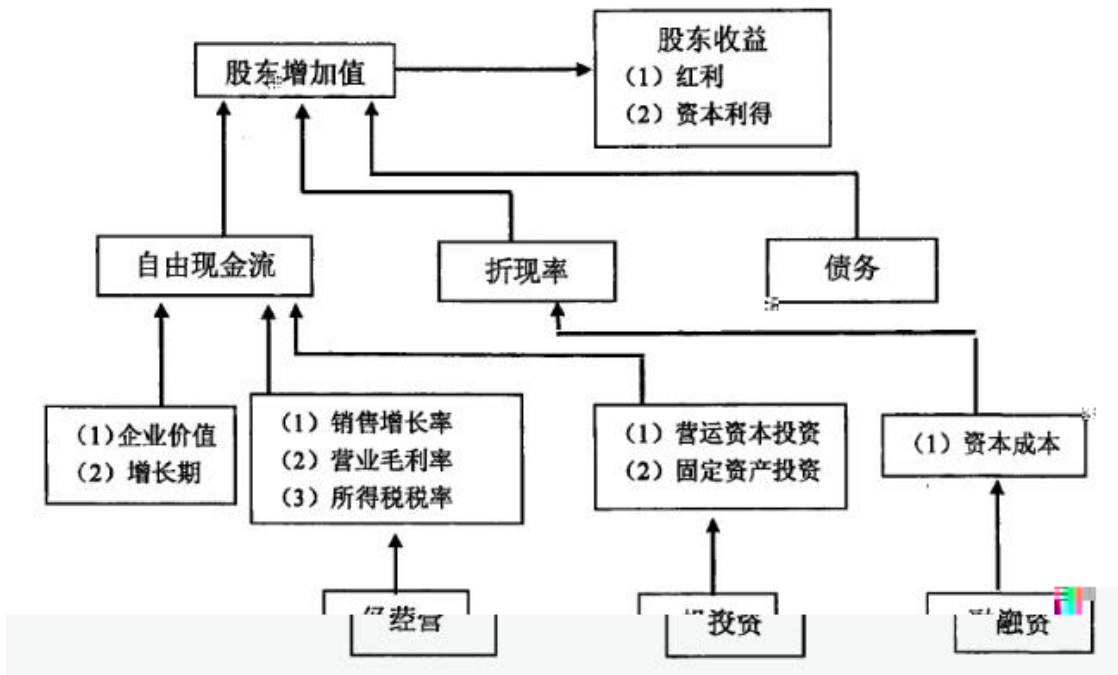 股东增加值
股东收益
（1）红利
（2）资本利得
自由现金流
折现率
债务
（1）企业价值
（2）增长期
（1）销售增长率
（2）营业毛利率
（3）所得税税率
（1）营运资本投资
（2）固定资产投资
（1）资本成本
经营
投资
融资